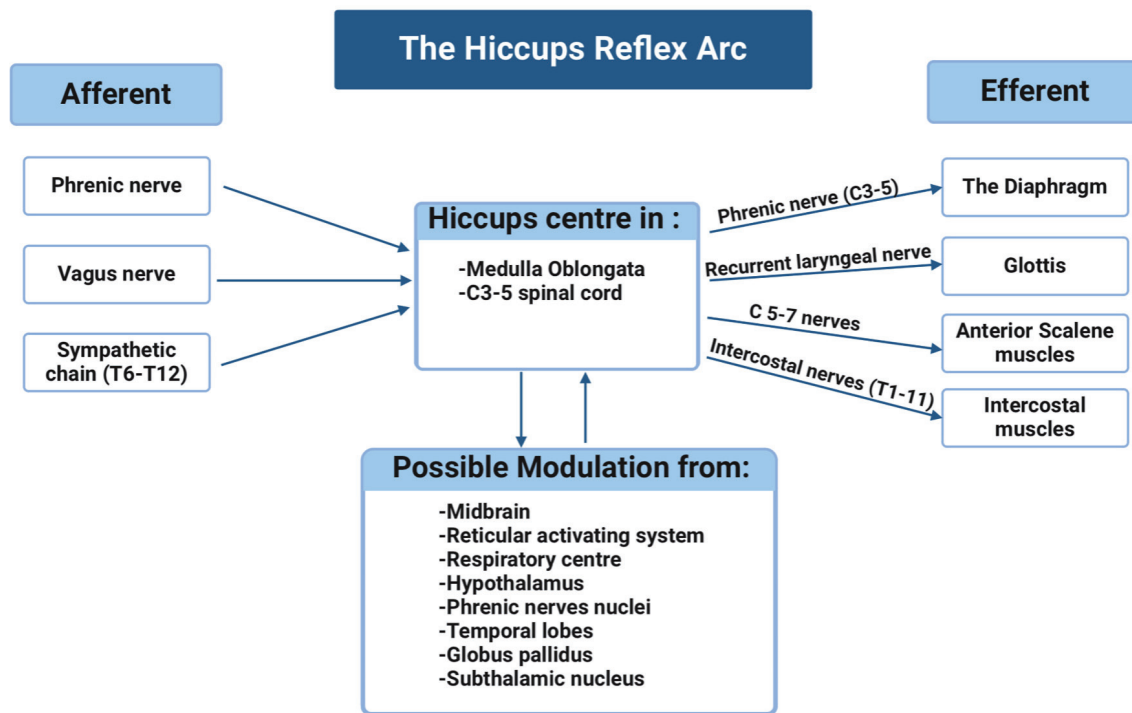 The Hiccups Reflex Arc
Afferent
Phrenic nerve
Vagus nerve
Sympathetic
chain (T6-T12)
Hiccups centre in :
-Medulla Oblongata
-C3-5 spinal cord
Possible Modulation from:
-Midbrain
-Reticular activating system
-Respiratory centre
-Hypothalamus
-Phrenic nerves nuclei
-Temporal lobes
-Globus pallidus
-Subthalamic nucleus
Phrenic nerve (C3-5)
Recurrent laryngeal nerve
C 5-7 nerves
Intercostal nerves (T1-11)
Efferent
The Diaphragm
Glottis
Anterior Scalene
muscles
Intercostal
muscles